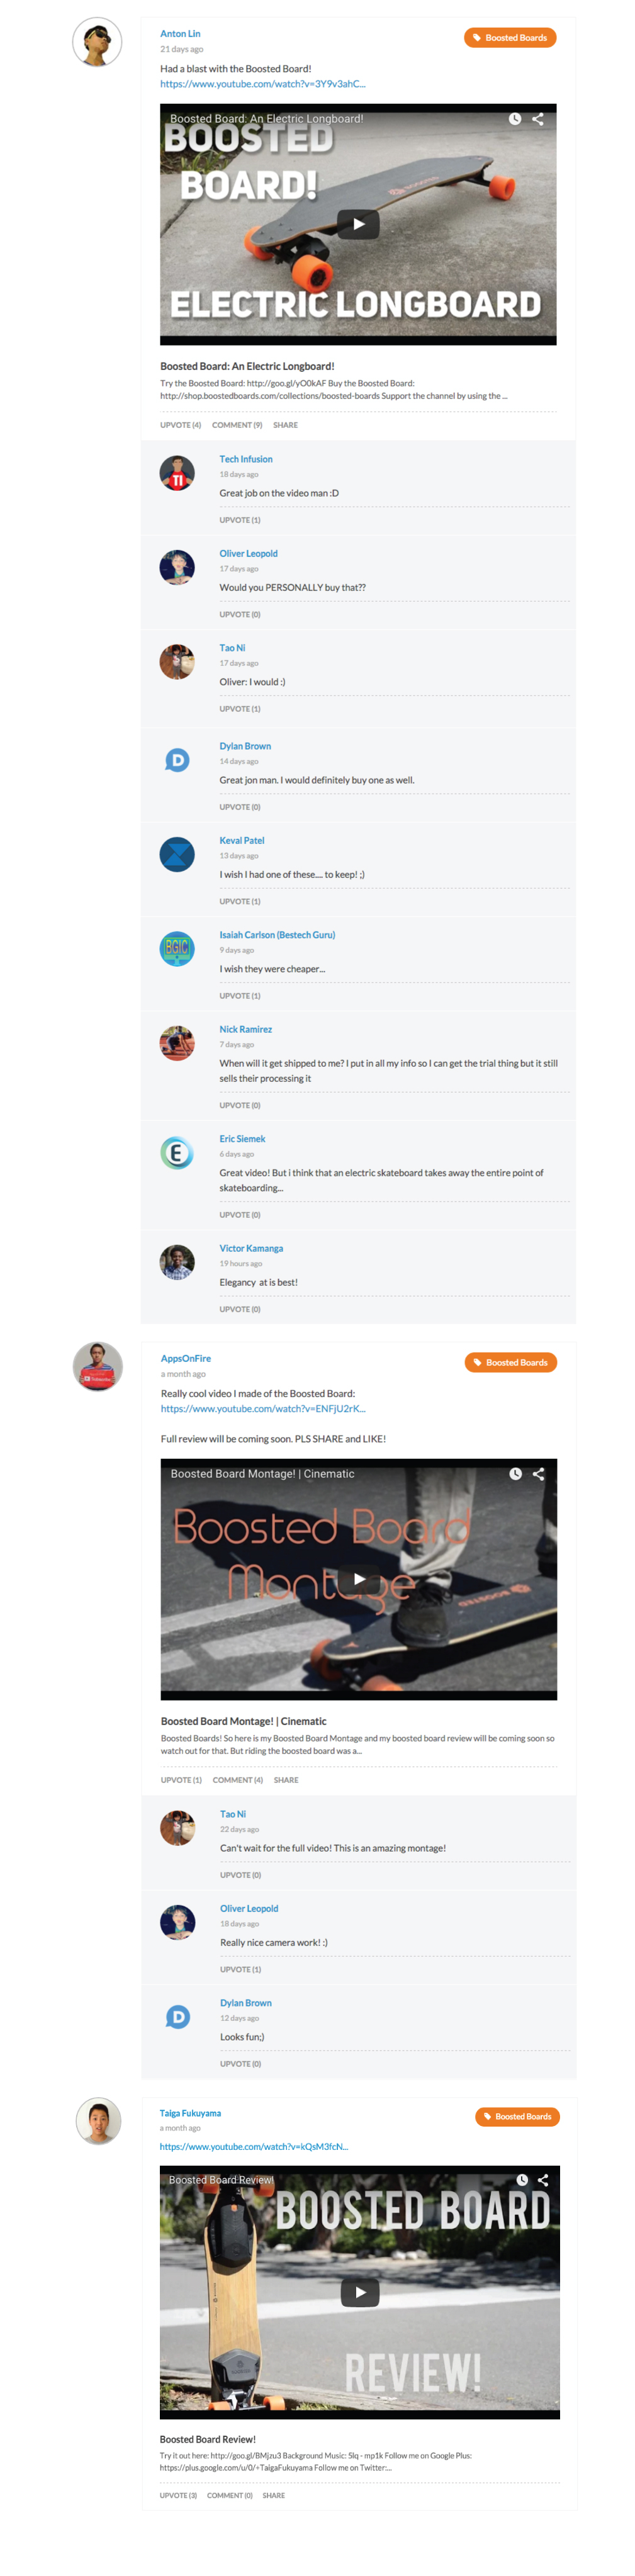 Anton Lin
Boosted Boards
21 days ago
Had a blast with the Boosted Board!
https://www.youtube.com/watch?v=3Y9v3ahC...
Boosted Board: An Electric Longboard!
BOOSTED
BOARD!
ELECTRIC LONGBOARD
Boosted Board: An Electric Longboard!
Try the Boosted Board: http://goo.gl/yO0kAF Buy the Boosted Board:
http://shop.boostedboards.com/collections/boosted-boards Support the channel by using the ...
UPVOTE (4) COMMENT (9) SHARE
TI
Tech Infusion
18 days ago
Great job on the video man :D
UPVOTE (1)
Oliver Leopold
17 days ago
Would you PERSONALLY buy that??
UPVOTE (0)
Tao Ni
17 days ago
Oliver: I would :)
UPVOTE (1)
D
Dylan Brown
14 days ago
Great jon man. I would definitely buy one as well.
UPVOTE (0)
Keval Patel
13 days ago
I wish I had one of these.... to keep! ;)
UPVOTE (1)
BGIC
Isaiah Carlson (Bestech Guru)
9 days ago
I wish they were cheaper...
UPVOTE (1)
Nick Ramirez
7 days ago
When will it get shipped to me? I put in all my info so I can get the trial thing but it still
sells their processing it
UPVOTE (0)
E
Eric Siemek
6 days ago
Great video! But i think that an electric skateboard takes away the entire point of
skateboarding...
UPVOTE (0)
Victor Kamanga
19 hours ago
Elegancy at is best!
UPVOTE (0)
AppsOnFire
Boosted Boards
a month ago
Really cool video I made of the Boosted Board:
https://www.youtube.com/watch?v=ENFjU2rK...
Full review will be coming soon. PLS SHARE and LIKE!
Boosted Board Montage! | Cinematic
Boosted Board
Montage
BOOSTED
Boosted Board Montage! | Cinematic
Boosted Boards! So here is my Boosted Board Montage and my boosted board review will be coming soon so
watch out for that. But riding the boosted board was a...
UPVOTE (1) COMMENT (4) SHARE
Tao Ni
22 days ago
Can't wait for the full video! This is an amazing montage!
UPVOTE (0)
Oliver Leopold
18 days ago
Really nice camera work! :)
UPVOTE (1)
D
Dylan Brown
12 days ago
Looks fun;)
UPVOTE (0)
Taiga Fukuyama
Boosted Boards
a month ago
https://www.youtube.com/watch?v=kQsM3fcN...
Boosted Board Review!
BOOSTED BOARD
REVIEW!
Boosted Board Review!
Try it out here: http://goo.gl/BMjzu3 Background Music: Slq - mp1k Follow me on Google Plus:
https://plus.google.com/u/0/+TaigaFukuyama Follow me on Twitter:...
UPVOTE (3) COMMENT (0) SHARE